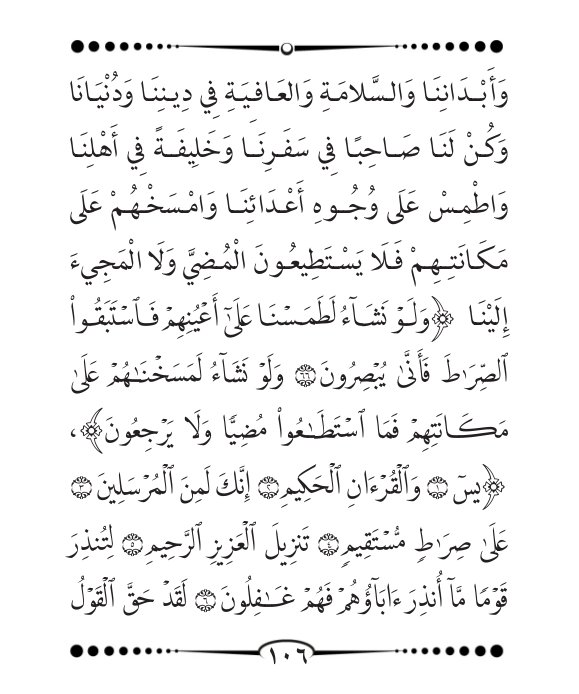 وَأَبْدَانِنَا وَالسَّلَامَةِ وَالعَافِيَةِ فِي دِينِنَا وَدُنْيَانَا
وَكُنْ لَنَا صَاحِبًا فِي سَفَرِنَا وَخَلِيفَةً فِي أَهْلِنَا
وَاطْمِسْ عَلَى وُجُوهِ أَعْدَائِنَا وَامْسَخْهُمْ عَلَى
مَكَانَتِهِمْ فَلَا يَسْتَطِيعُونَ الْمُضِيَّ وَلَا الْمَجِيءَ
إِلَيْنَا ﴿وَلَوْ نَشَآءُ لَطَمَسْنَا عَلَىٰٓ أَعْيُنِهِمْ فَٱسْتَبَقُوا۟
ٱلصِّرَٰطَ فَأَنَّىٰ يُبْصِرُونَ ۝٦٦ وَلَوْ نَشَآءُ لَمَسَخْنَٰهُمْ عَلَىٰ
مَكَانَتِهِمْ فَمَا ٱسْتَطَٰعُوا۟ مُضِيًّا وَلَا يَرْجِعُونَ﴾،
﴿يسٓ ۝١ وَٱلْقُرْءَانِ ٱلْحَكِيمِ ۝٢ إِنَّكَ لَمِنَ ٱلْمُرْسَلِينَ ۝٣
عَلَىٰ صِرَٰطٍ مُّسْتَقِيمٍ ۝٤ تَنزِيلَ ٱلْعَزِيزِ ٱلرَّحِيمِ ۝٥ لِتُنذِرَ
قَوْمًا مَّآ أُنذِرَ ءَابَآؤُهُمْ فَهُمْ غَٰفِلُونَ ۝٦ لَقَدْ حَقَّ ٱلْقَوْلُ
١٠٦